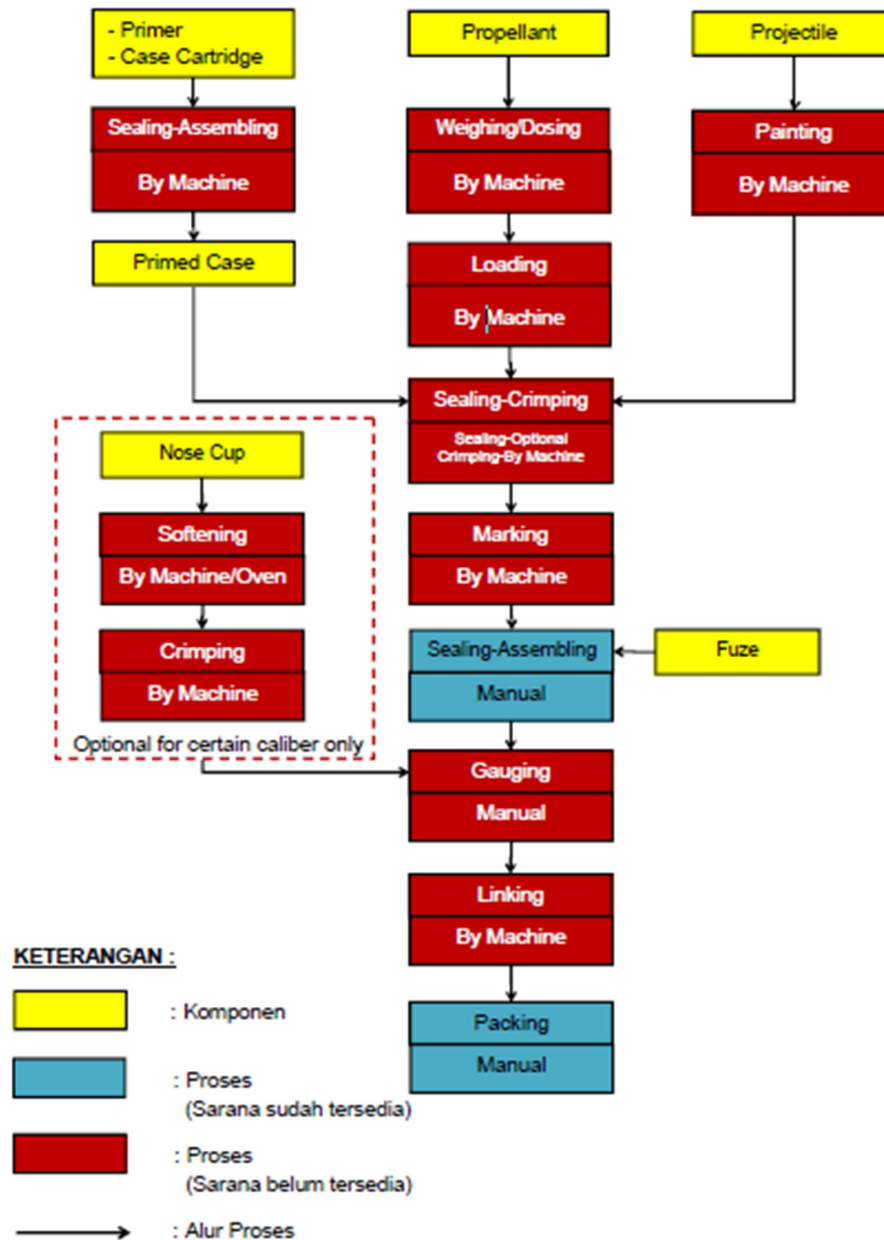 - Primer
- Case Cartridge
Propellant
Projectile
Sealing-Assembling
By Machine
Weighing/Dosing
By Machine
Painting
By Machine
Primed Case
Loading
By Machine
Sealing-Crimping
Sealing-Optional
Crimping-By Machine
Nose Cup
Softening
By Machine/Oven
Crimping
By Machine
Optional for certain caliber only
Marking
By Machine
Sealing-Assembling
Manual
Fuze
Gauging
Manual
Linking
By Machine
Packing
Manual
KETERANGAN :
: Komponen
: Proses
(Sarana sudah tersedia)
: Proses
(Sarana belum tersedia)
: Alur Proses